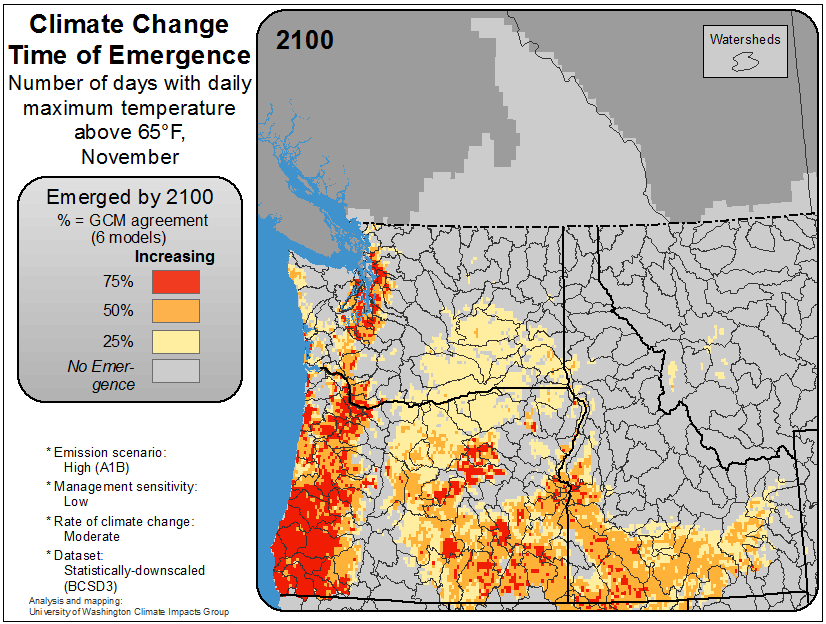 Climate Change
Time of Emergence
Number of days with daily
maximum temperature
above 65°F,
November
Emerged by 2100
% = GCM agreement
(6 models)
Increasing
75%
50%
25%
No Emer-
gence
* Emission scenario:
High (A1B)
* Management sensitivity:
Low
* Rate of climate change:
Moderate
* Dataset:
Statistically-downscaled
(BCSD3)
Analysis and mapping:
University of Washington Climate Impacts Group
2100
Watersheds